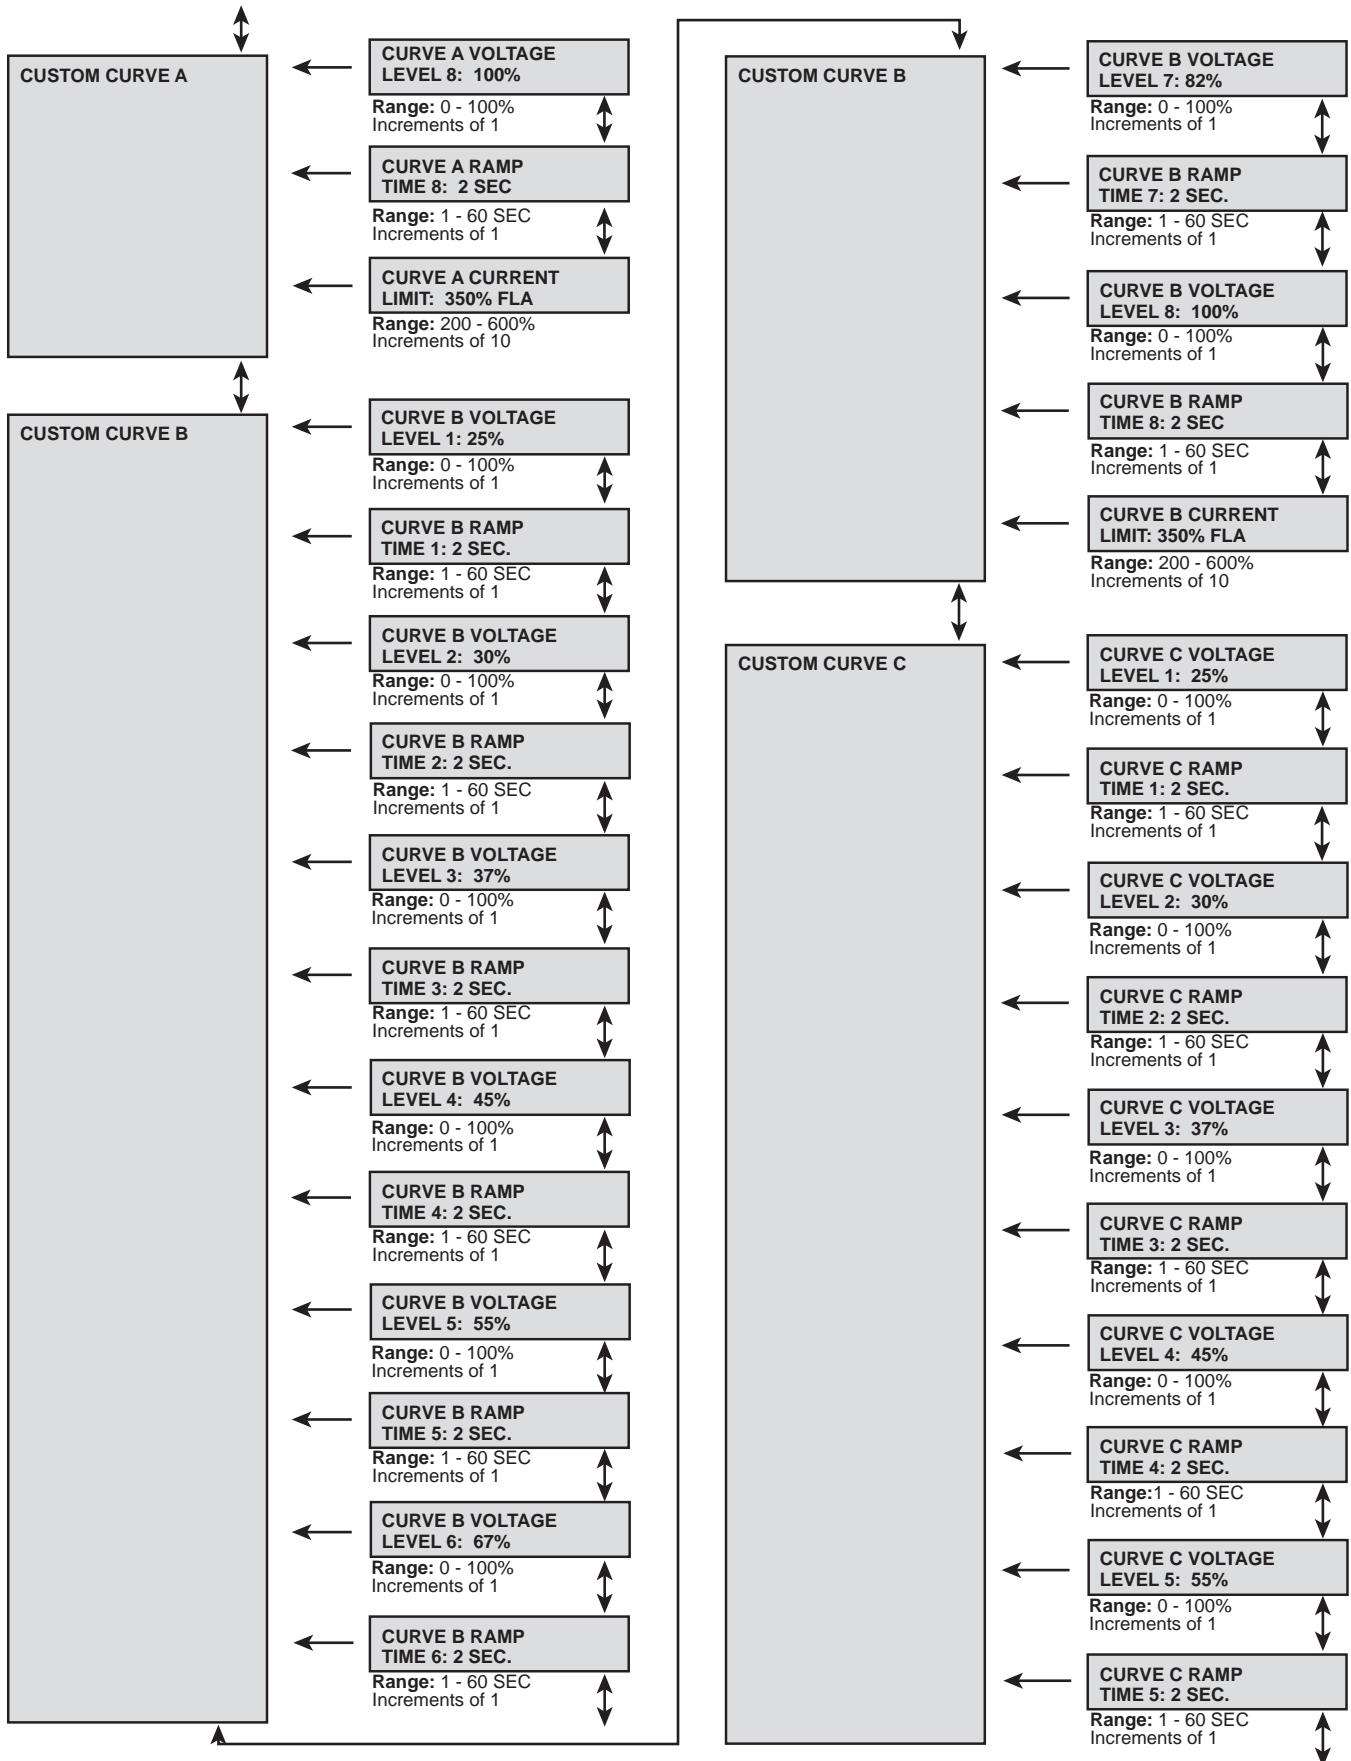 CUSTOM CURVE A
CURVE A VOLTAGE
LEVEL 8: 100%
Range: 0 - 100%
Increments of 1
CURVE A RAMP
TIME 8: 2 SEC
Range: 1 - 60 SEC
Increments of 1
CURVE A CURRENT
LIMIT: 350% FLA
Range: 200 - 600%
Increments of 10
CUSTOM CURVE B
CURVE B VOLTAGE
LEVEL 1: 25%
Range: 0 - 100%
Increments of 1
CURVE B RAMP
TIME 1: 2 SEC.
Range: 1 - 60 SEC
Increments of 1
CURVE B VOLTAGE
LEVEL 2: 30%
Range: 0 - 100%
Increments of 1
CURVE B RAMP
TIME 2: 2 SEC.
Range: 1 - 60 SEC
Increments of 1
CURVE B VOLTAGE
LEVEL 3: 37%
Range: 0 - 100%
Increments of 1
CURVE B RAMP
TIME 3: 2 SEC.
Range: 1 - 60 SEC
Increments of 1
CURVE B VOLTAGE
LEVEL 4: 45%
Range: 0 - 100%
Increments of 1
CURVE B RAMP
TIME 4: 2 SEC.
Range: 1 - 60 SEC
Increments of 1
CURVE B VOLTAGE
LEVEL 5: 55%
Range: 0 - 100%
Increments of 1
CURVE B RAMP
TIME 5: 2 SEC.
Range: 1 - 60 SEC
Increments of 1
CURVE B VOLTAGE
LEVEL 6: 67%
Range: 0 - 100%
Increments of 1
CURVE B RAMP
TIME 6: 2 SEC.
Range: 1 - 60 SEC
Increments of 1
CUSTOM CURVE B
CURVE B VOLTAGE
LEVEL 7: 82%
Range: 0 - 100%
Increments of 1
CURVE B RAMP
TIME 7: 2 SEC.
Range: 1 - 60 SEC
Increments of 1
CURVE B VOLTAGE
LEVEL 8: 100%
Range: 0 - 100%
Increments of 1
CURVE B RAMP
TIME 8: 2 SEC
Range: 1 - 60 SEC
Increments of 1
CURVE B CURRENT
LIMIT: 350% FLA
Range: 200 - 600%
Increments of 10
CUSTOM CURVE C
CURVE C VOLTAGE
LEVEL 1: 25%
Range: 0 - 100%
Increments of 1
CURVE C RAMP
TIME 1: 2 SEC.
Range: 1 - 60 SEC
Increments of 1
CURVE C VOLTAGE
LEVEL 2: 30%
Range: 0 - 100%
Increments of 1
CURVE C RAMP
TIME 2: 2 SEC.
Range: 1 - 60 SEC
Increments of 1
CURVE C VOLTAGE
LEVEL 3: 37%
Range: 0 - 100%
Increments of 1
CURVE C RAMP
TIME 3: 2 SEC.
Range: 1 - 60 SEC
Increments of 1
CURVE C VOLTAGE
LEVEL 4: 45%
Range: 0 - 100%
Increments of 1
CURVE C RAMP
TIME 4: 2 SEC.
Range:1 - 60 SEC
Increments of 1
CURVE C VOLTAGE
LEVEL 5: 55%
Range: 0 - 100%
Increments of 1
CURVE C RAMP
TIME 5: 2 SEC.
Range: 1 - 60 SEC
Increments of 1